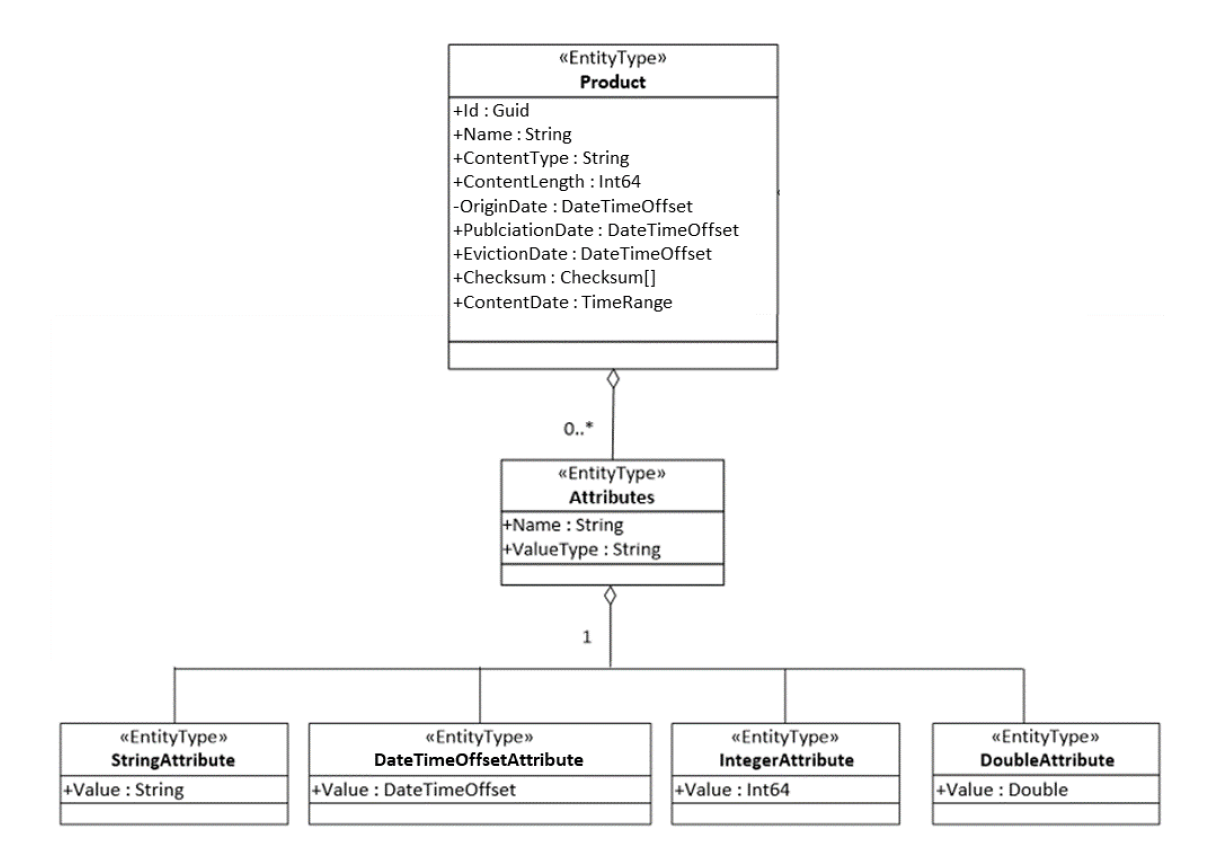 «EntityType»
Product
+Id : Guid
+Name : String
+ContentType : String
+ContentLength : Int64
-OriginDate : DateTimeOffset
+PublciationDate : DateTimeOffset
+EvictionDate : DateTimeOffset
+Checksum : Checksum[]
+ContentDate : TimeRange
0..*
«EntityType»
Attributes
+Name : String
+ValueType : String
1
«EntityType»
StringAttribute
+Value : String
«EntityType»
DateTimeOffsetAttribute
+Value : DateTimeOffset
«EntityType»
IntegerAttribute
+Value : Int64
«EntityType»
DoubleAttribute
+Value : Double